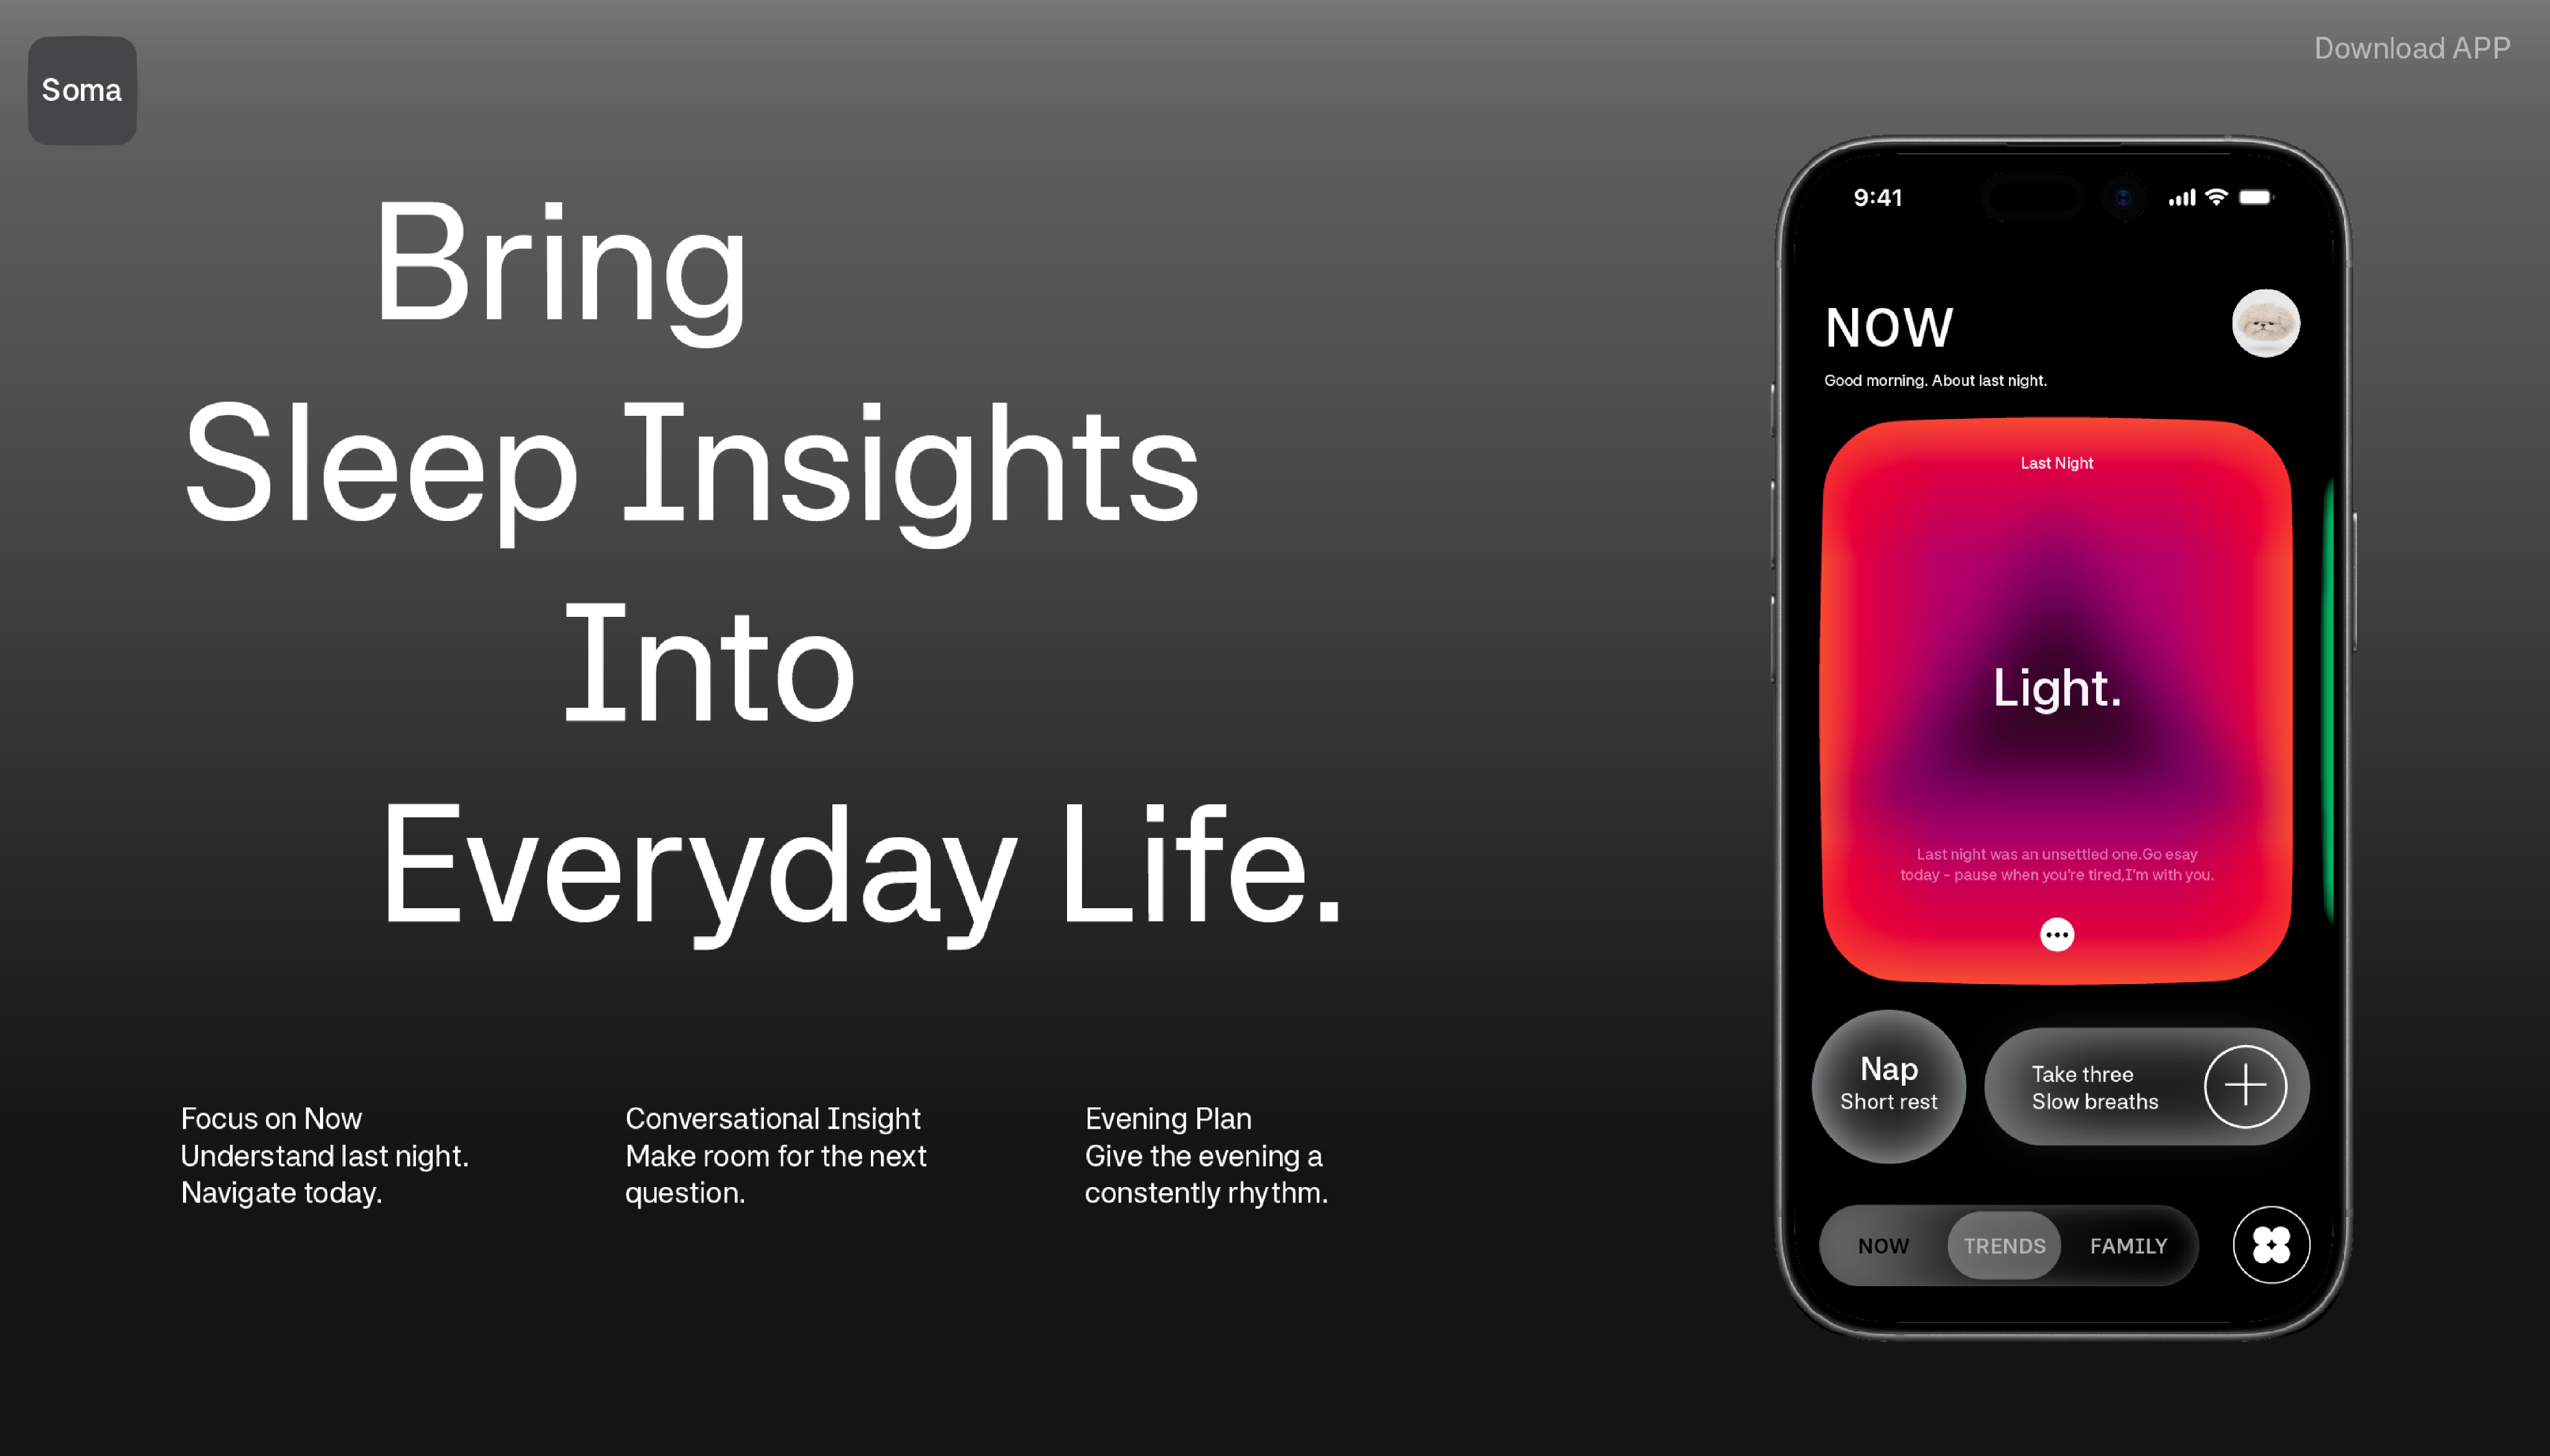 Soma
Download APP
Bring
Sleep Insights
Into
Everyday Life.
Focus on Now
Understand last night.
Navigate today.
Conversational Insight
Make room for the next
question.
Evening Plan
Give the evening a
constently rhythm.
9:41
NOW
Good morning. About last night.
Last Night
Light.
Last night was an unsettled one.Go esay
today - pause when you're tired,I'm with you.
Nap
Short rest
Take three
Slow breaths
NOW
TRENDS
FAMILY